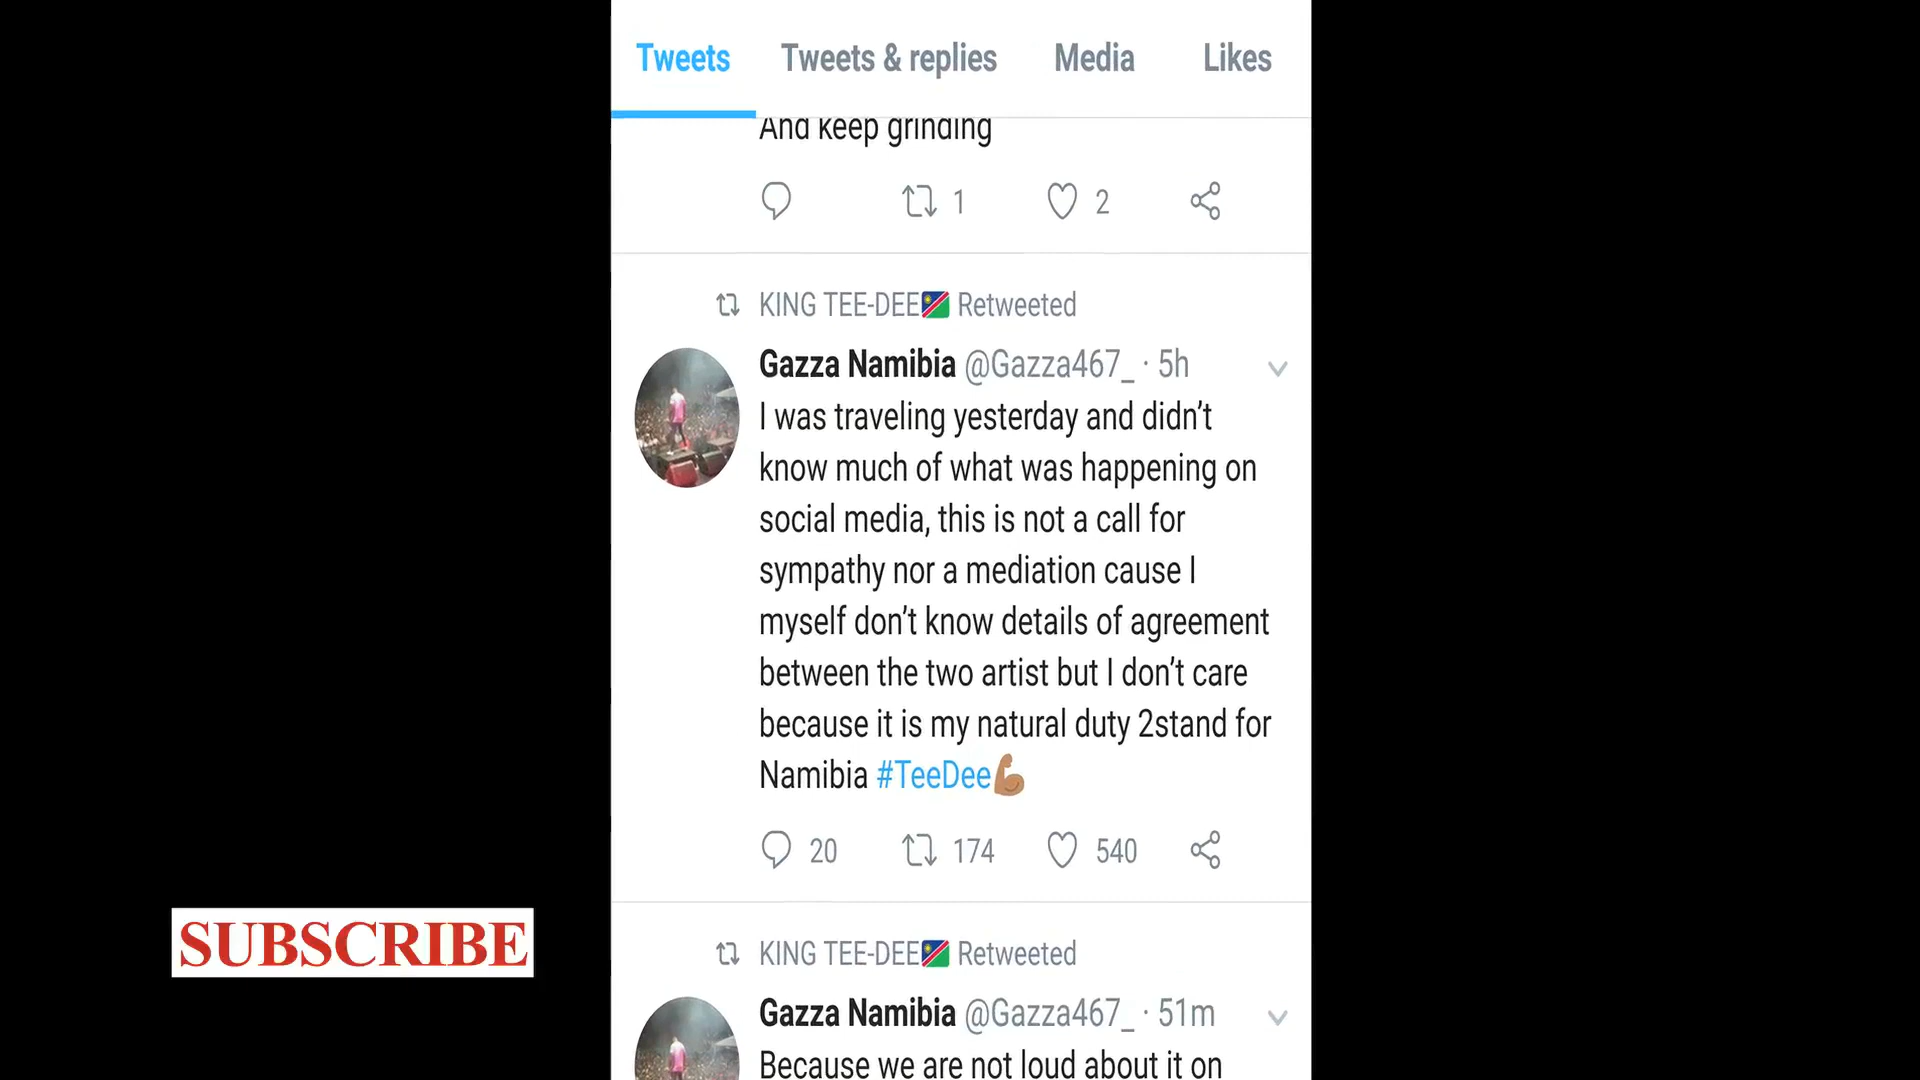 Tweets Tweets & replies Media Likes
And keep grinding
1 2
KING TEE-DEE🇳🇦 Retweeted
Gazza Namibia @Gazza467_ · 5h
I was traveling yesterday and didn’t
know much of what was happening on
social media, this is not a call for
sympathy nor a mediation cause I
myself don’t know details of agreement
between the two artist but I don’t care
because it is my natural duty 2stand for
Namibia #TeeDee💪🏽
20 174 540
SUBSCRIBE
KING TEE-DEE🇳🇦 Retweeted
Gazza Namibia @Gazza467_ · 51m
Because we are not loud about it on